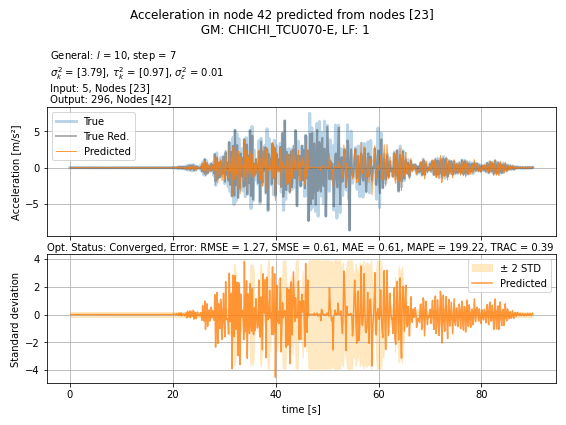 Acceleration in node 42 predicted from nodes [23]
GM: CHICHI_TCU070-E, LF: 1
General: l = 10, step = 7
σ²ₖ = [3.79], τ²ₖ = [0.97], σ²ε = 0.01
Input: 5, Nodes [23]
Output: 296, Nodes [42]
Acceleration [m/s²]
5
0
−5
True
True Red.
Predicted
Opt. Status: Converged, Error: RMSE = 1.27, SMSE = 0.61, MAE = 0.61, MAPE = 199.22, TRAC = 0.39
Standard deviation
4
2
0
−2
−4
± 2 STD
Predicted
0 20 40 60 80
time [s]